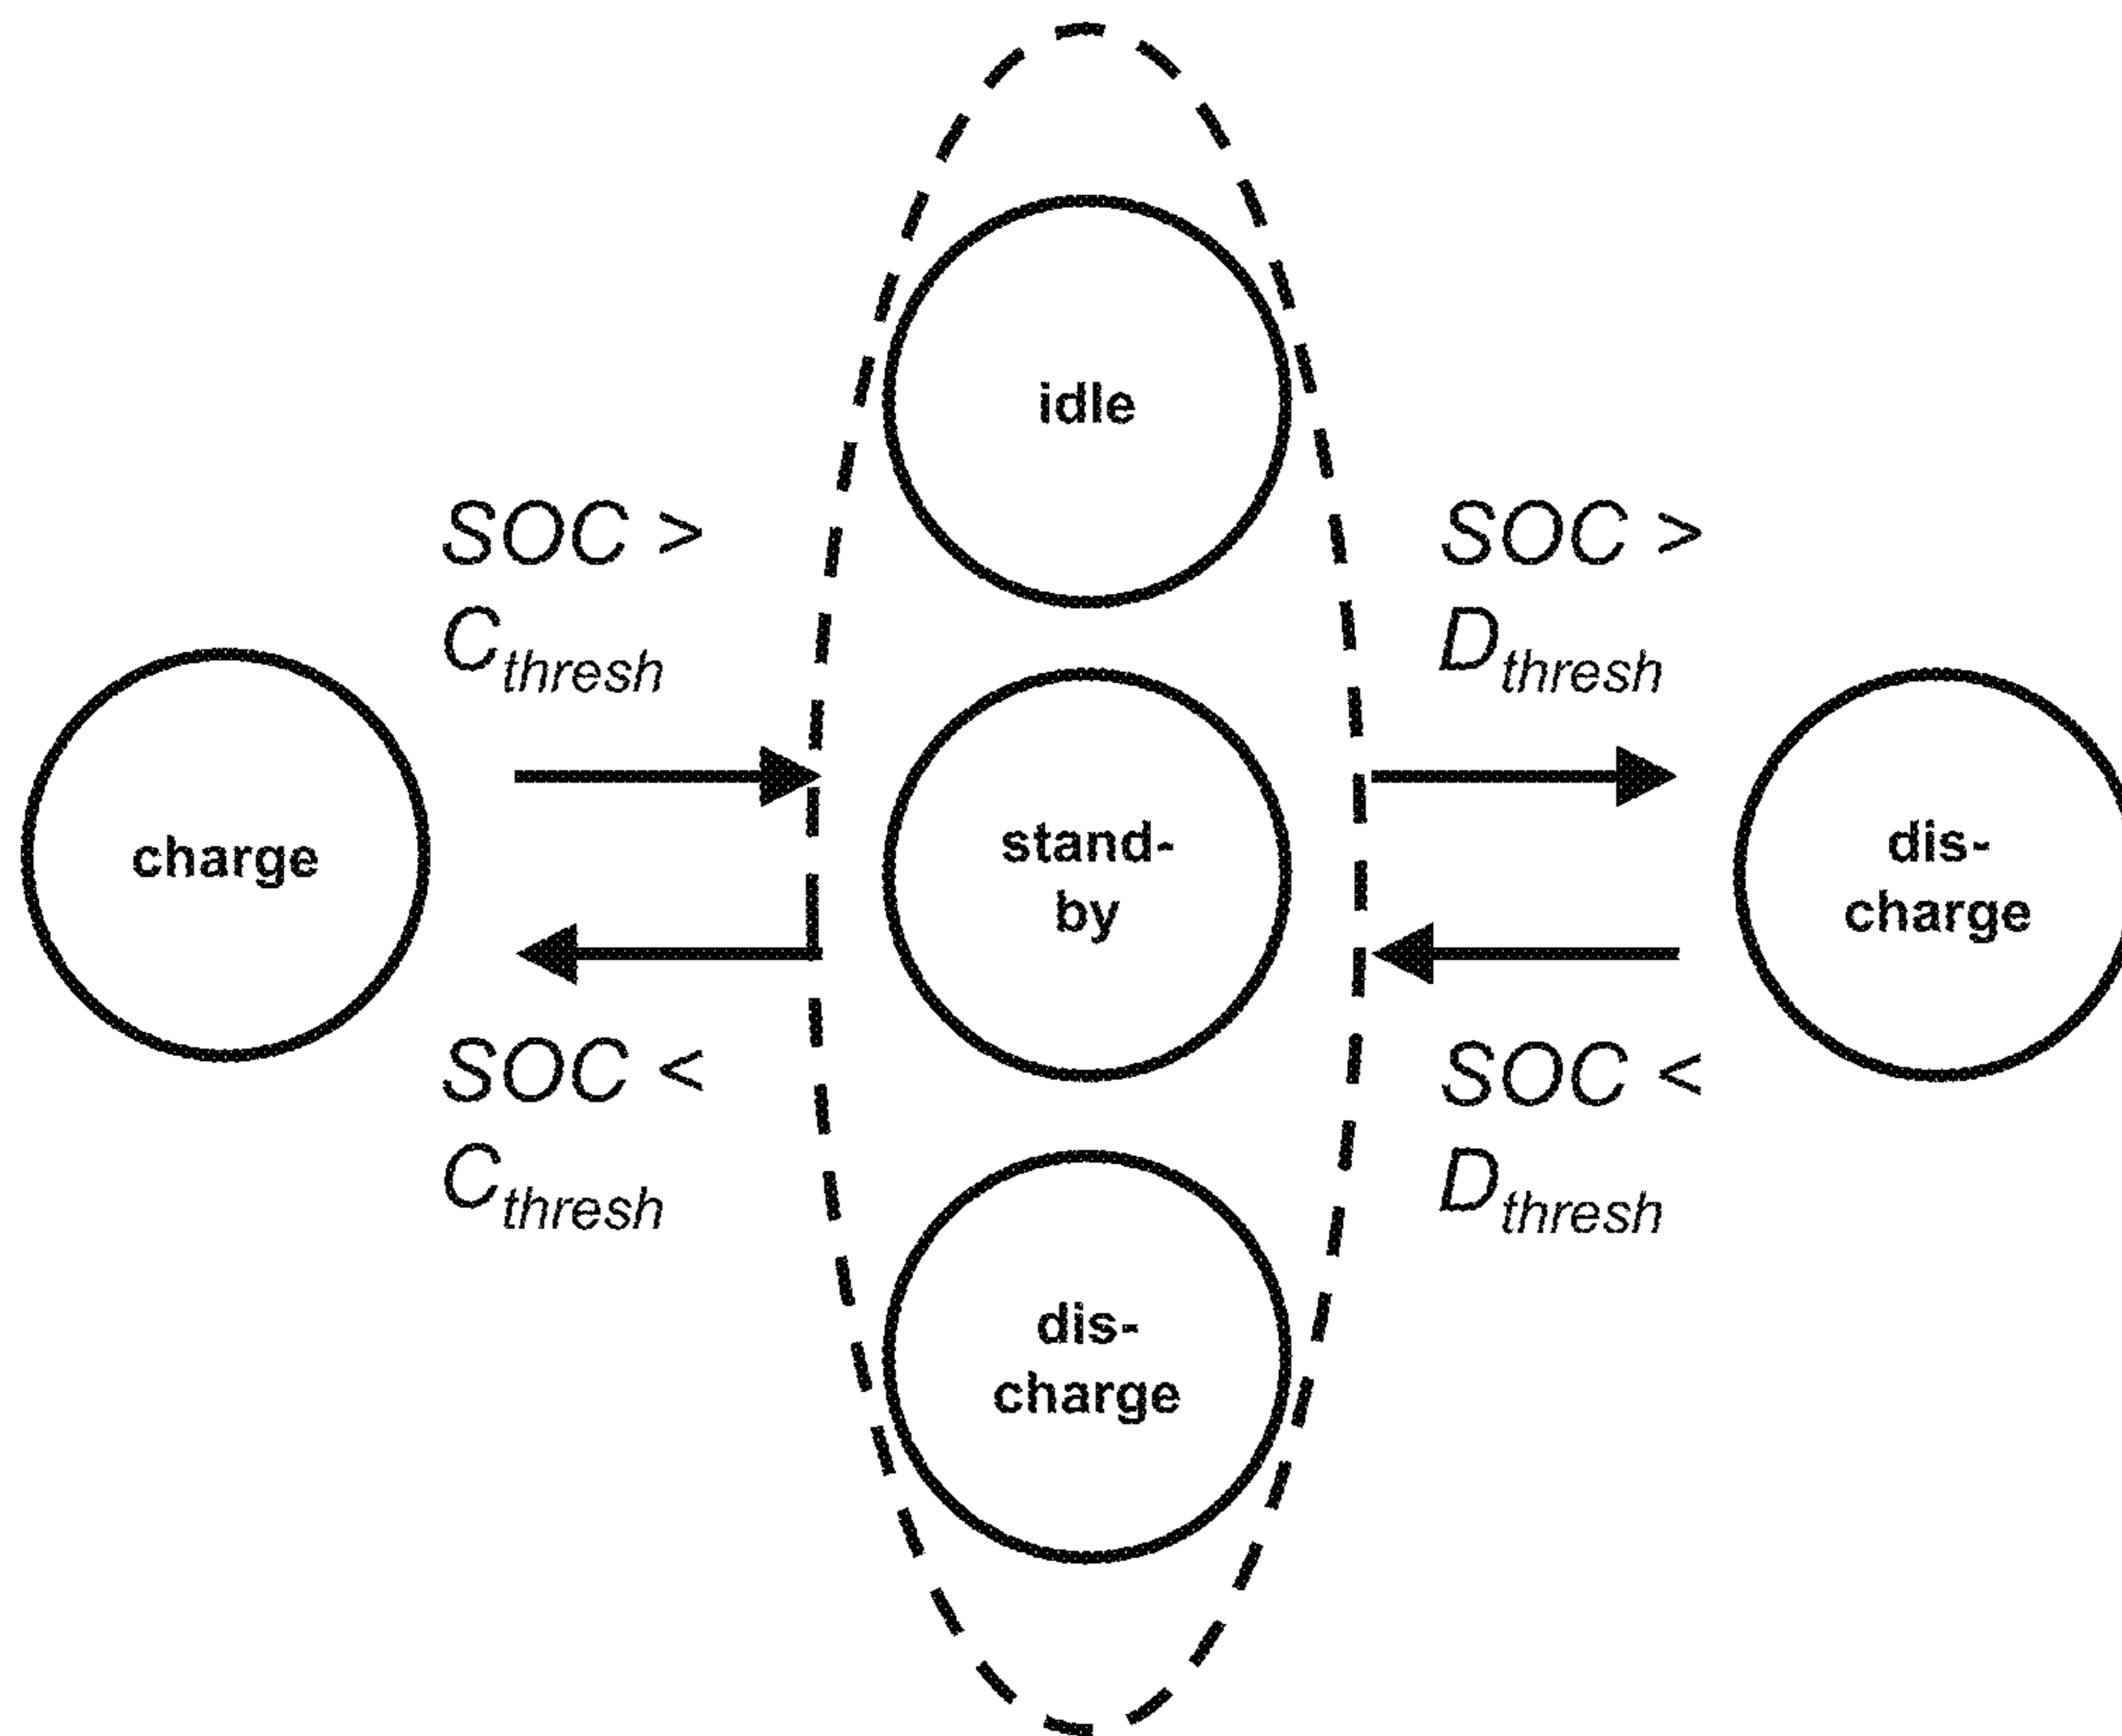 idle
SOC >
C_thresh
SOC >
D_thresh
charge
stand-
by
dis-
charge
SOC <
C_thresh
SOC <
D_thresh
dis-
charge